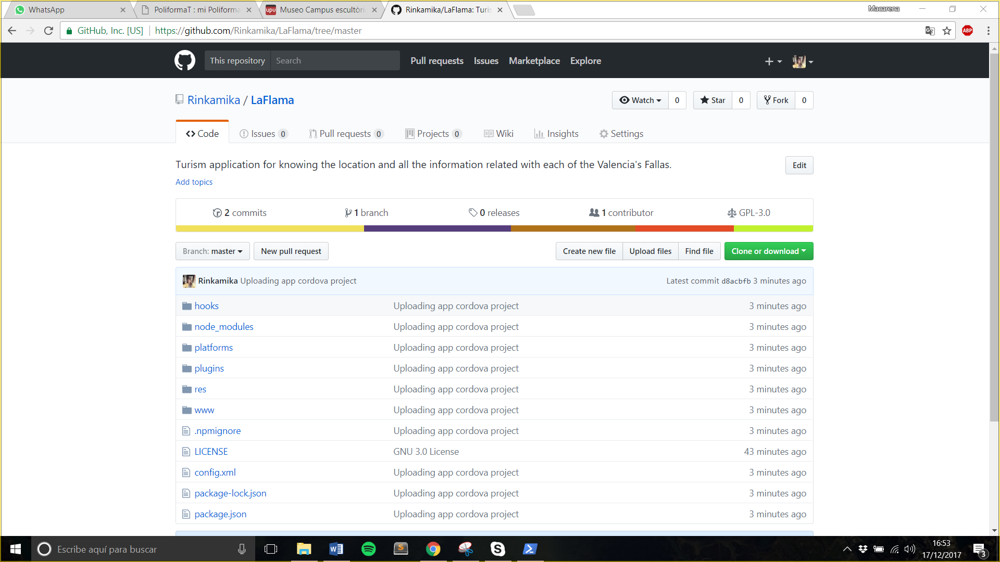 WhatsApp
PoliformaT : mi Poliforma
upv Museo Campus escultòri
Rinkamika/LaFlama: Turis
Macarena
GitHub, Inc. [US] https://github.com/Rinkamika/LaFlama/tree/master
ABP
This repository Search Pull requests Issues Marketplace Explore
Rinkamika / LaFlama
Watch 0 Star 0 Fork 0
Code Issues 0 Pull requests 0 Projects 0 Wiki Insights Settings
Turism application for knowing the location and all the information related with each of the Valencia's Fallas.
Edit
Add topics
2 commits 1 branch 0 releases 1 contributor GPL-3.0
Branch: master New pull request Create new file Upload files Find file Clone or download
Rinkamika Uploading app cordova project Latest commit d8acbfb 3 minutes ago
hooks Uploading app cordova project 3 minutes ago
node_modules Uploading app cordova project 3 minutes ago
platforms Uploading app cordova project 3 minutes ago
plugins Uploading app cordova project 3 minutes ago
res Uploading app cordova project 3 minutes ago
www Uploading app cordova project 3 minutes ago
.npmignore Uploading app cordova project 3 minutes ago
LICENSE GNU 3.0 License 43 minutes ago
config.xml Uploading app cordova project 3 minutes ago
package-lock.json Uploading app cordova project 3 minutes ago
package.json Uploading app cordova project 3 minutes ago
Escribe aquí para buscar
16:53
17/12/2017
3